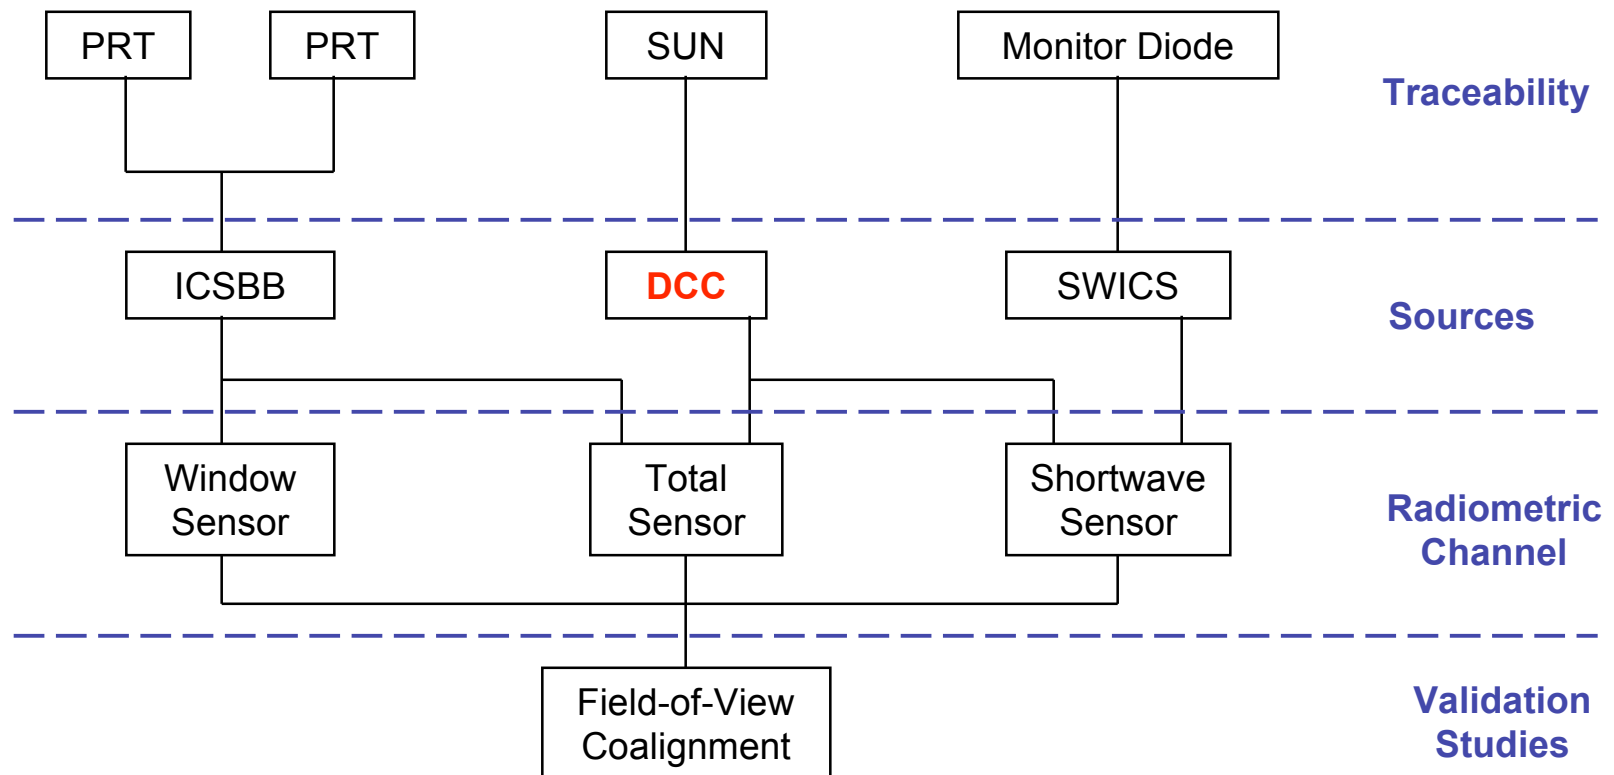 PRT
PRT
SUN
Monitor Diode
Traceability
ICSBB
DCC
SWICS
Sources
Window
Sensor
Total
Sensor
Shortwave
Sensor
Radiometric
Channel
Field-of-View
Coalignment
Validation
Studies